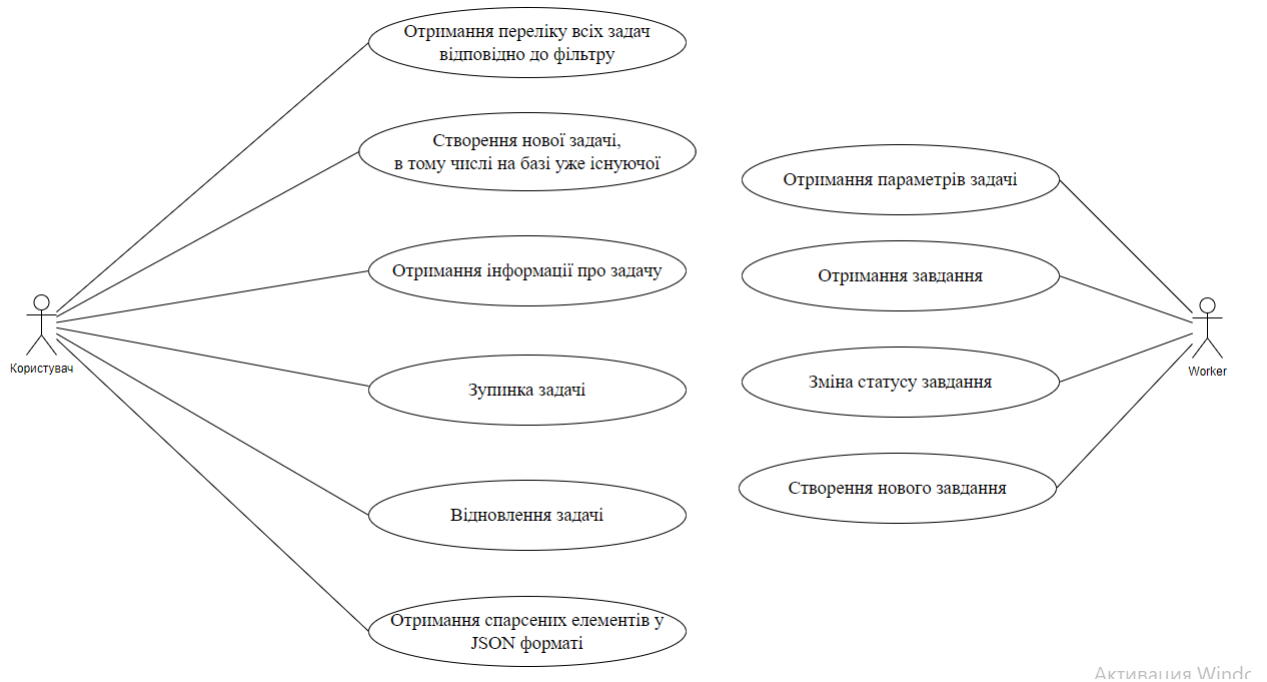 Отримання переліку всіх задач
відповідно до фільтру
Створення нової задачі,
в тому числі на базі уже існуючої
Отримання інформації про задачу
Зупинка задачі
Відновлення задачі
Отримання спарсених елементів у
JSON форматі
Користувач
Отримання параметрів задачі
Отримання завдання
Зміна статусу завдання
Створення нового завдання
Worker
Активация Windc